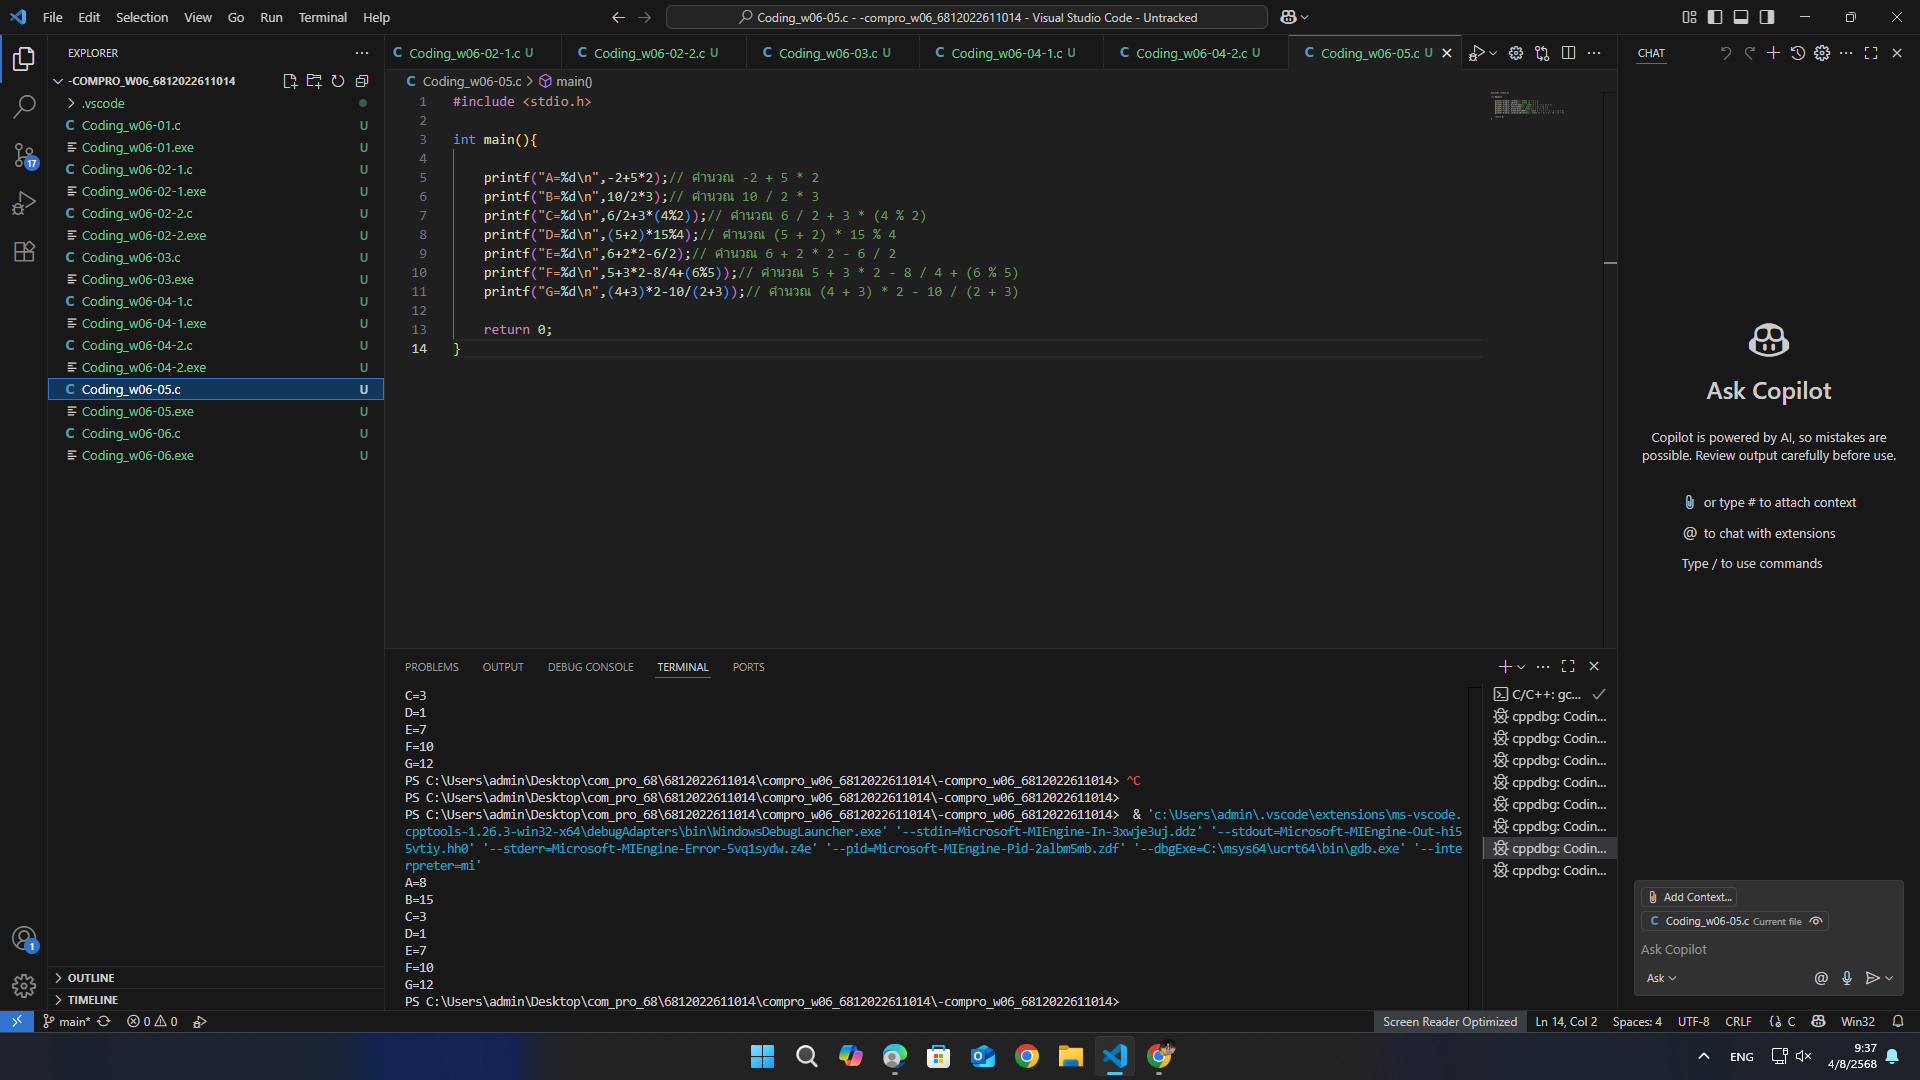 File Edit Selection View Go Run Terminal Help
Coding_w06-05.c - -compro_w06_6812022611014 - Visual Studio Code - Untracked
EXPLORER
-COMPRO_W06_6812022611014
.vscode
Coding_w06-01.c U
Coding_w06-01.exe U
Coding_w06-02-1.c U
Coding_w06-02-1.exe U
Coding_w06-02-2.c U
Coding_w06-02-2.exe U
Coding_w06-03.c U
Coding_w06-03.exe U
Coding_w06-04-1.c U
Coding_w06-04-1.exe U
Coding_w06-04-2.c U
Coding_w06-04-2.exe U
Coding_w06-05.c U
Coding_w06-05.exe U
Coding_w06-06.c U
Coding_w06-06.exe U
OUTLINE
TIMELINE
17
1
Coding_w06-02-1.c U Coding_w06-02-2.c U Coding_w06-03.c U Coding_w06-04-1.c U Coding_w06-04-2.c U Coding_w06-05.c U
Coding_w06-05.c > main()
1 #include <stdio.h>
2
3 int main(){
4
5 printf("A=%d\n",-2+5*2);// คำนวณ -2 + 5 * 2
6 printf("B=%d\n",10/2*3);// คำนวณ 10 / 2 * 3
7 printf("C=%d\n",6/2+3*(4%2));// คำนวณ 6 / 2 + 3 * (4 % 2)
8 printf("D=%d\n",(5+2)*15%4);// คำนวณ (5 + 2) * 15 % 4
9 printf("E=%d\n",6+2*2-6/2);// คำนวณ 6 + 2 * 2 - 6 / 2
10 printf("F=%d\n",5+3*2-8/4+(6%5));// คำนวณ 5 + 3 * 2 - 8 / 4 + (6 % 5)
11 printf("G=%d\n",(4+3)*2-10/(2+3));// คำนวณ (4 + 3) * 2 - 10 / (2 + 3)
12
13 return 0;
14 }
PROBLEMS OUTPUT DEBUG CONSOLE TERMINAL PORTS
C=3
D=1
E=7
F=10
G=12
PS C:\Users\admin\Desktop\com_pro_68\6812022611014\compro_w06_6812022611014\-compro_w06_6812022611014> ^C
PS C:\Users\admin\Desktop\com_pro_68\6812022611014\compro_w06_6812022611014\-compro_w06_6812022611014>
PS C:\Users\admin\Desktop\com_pro_68\6812022611014\compro_w06_6812022611014\-compro_w06_6812022611014> & 'c:\Users\admin\.vscode\extensions\ms-vscode.
cpptools-1.26.3-win32-x64\debugAdapters\bin\WindowsDebugLauncher.exe' '--stdin=Microsoft-MIEngine-In-3xwje3uj.ddz' '--stdout=Microsoft-MIEngine-Out-hi5
5vtiy.hh0' '--stderr=Microsoft-MIEngine-Error-5vq1sydw.z4e' '--pid=Microsoft-MIEngine-Pid-2albm5mb.zdf' '--dbgExe=C:\msys64\ucrt64\bin\gdb.exe' '--inte
rpreter=mi'
A=8
B=15
C=3
D=1
E=7
F=10
G=12
PS C:\Users\admin\Desktop\com_pro_68\6812022611014\compro_w06_6812022611014\-compro_w06_6812022611014>
C/C++: gc...
cppdbg: Codin...
cppdbg: Codin...
cppdbg: Codin...
cppdbg: Codin...
cppdbg: Codin...
cppdbg: Codin...
cppdbg: Codin...
cppdbg: Codin...
CHAT
Ask Copilot
Copilot is powered by AI, so mistakes are
possible. Review output carefully before use.
or type # to attach context
@ to chat with extensions
Type / to use commands
Add Context...
Coding_w06-05.c Current file
Ask Copilot
Ask
main* 0 0
Screen Reader Optimized Ln 14, Col 2 Spaces: 4 UTF-8 CRLF {} C Win32
ENG
9:37
4/8/2568